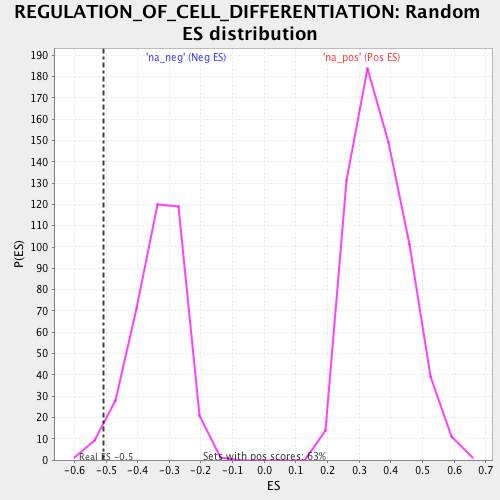 REGULATION_OF_CELL_DIFFERENTIATION: Random
ES distribution
'na_neg' (Neg ES)
'na_pos' (Pos ES)
190
180
170
160
150
140
130
120
110
100
90
80
70
60
50
40
30
20
10
0
P(ES)
Real ES -0.5
Sets with pos scores: 63%
-0.6 -0.5 -0.4 -0.3 -0.2 -0.1 0.0 0.1 0.2 0.3 0.4 0.5 0.6 0.7
ES